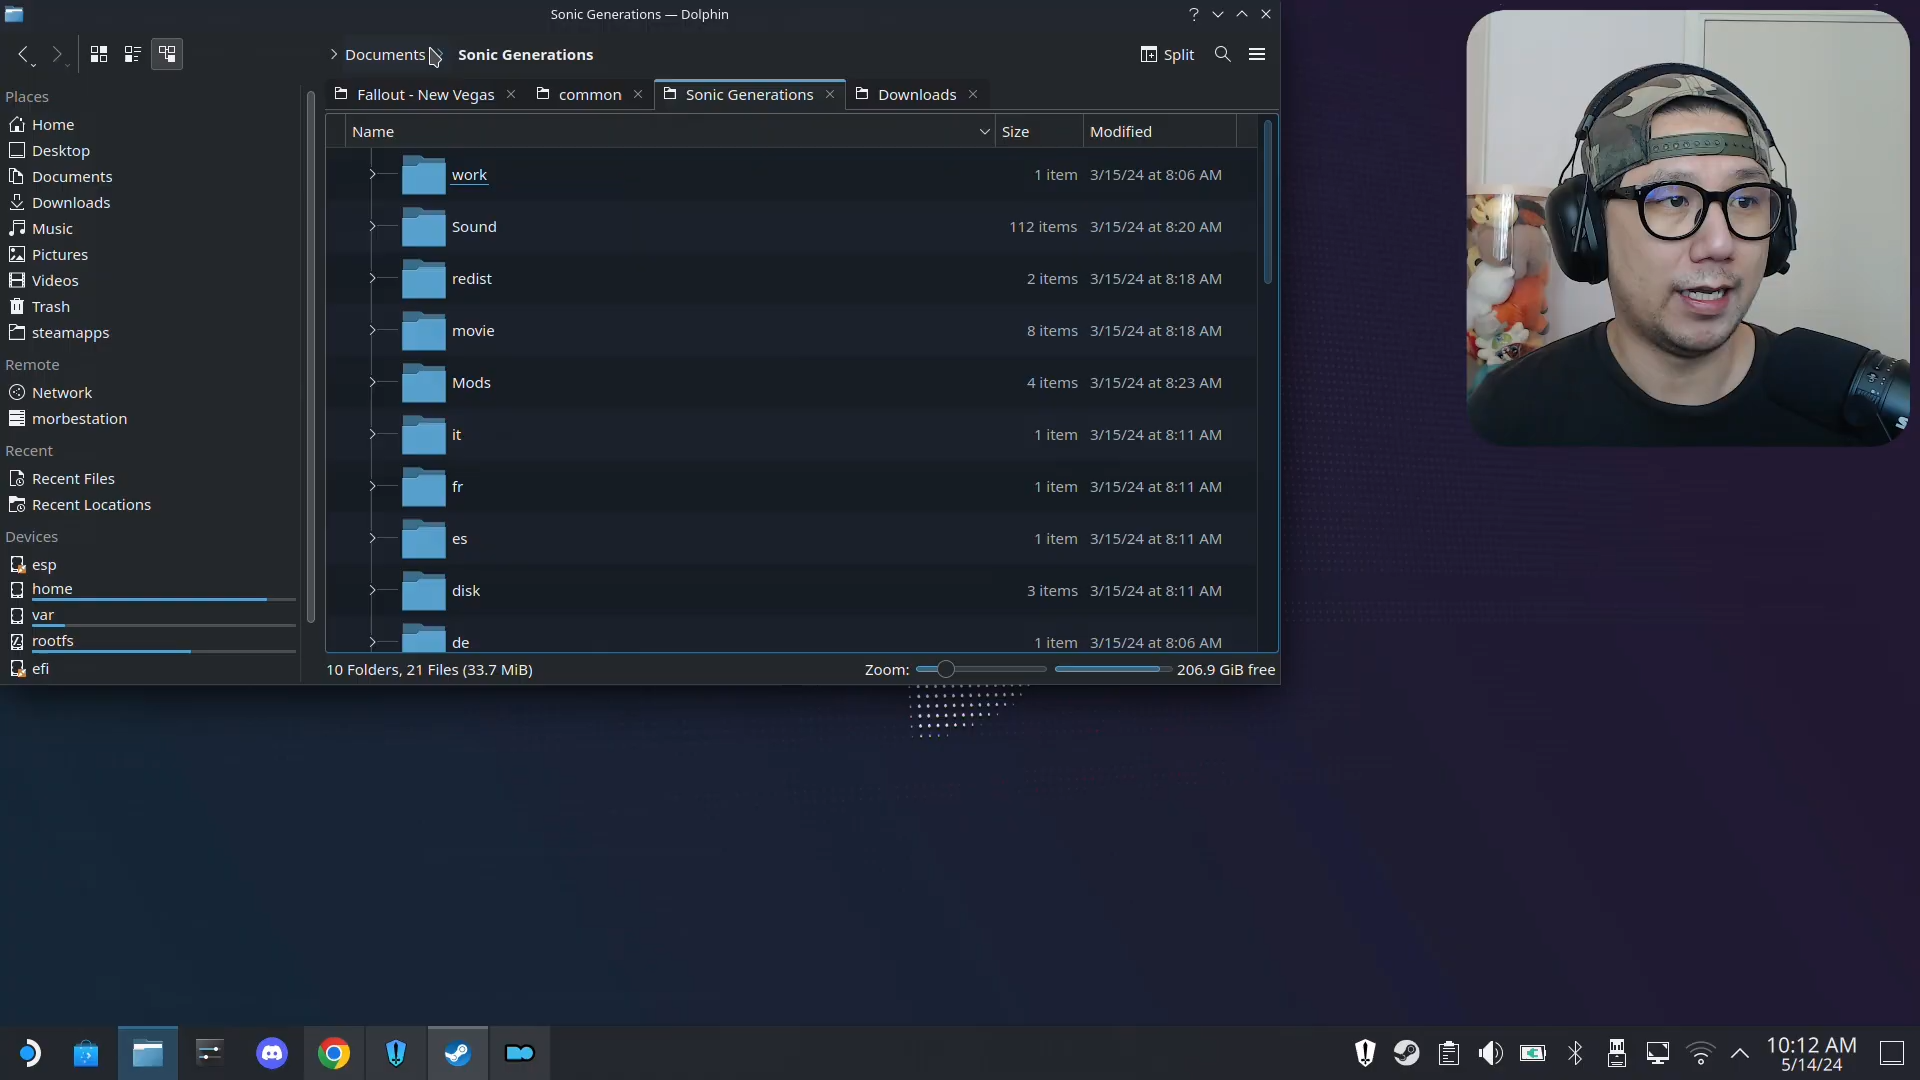 Sonic Generations — Dolphin
Documents
Sonic Generations
Split
Fallout - New Vegas
common
Sonic Generations
Downloads
Places
Home
Desktop
Documents
Downloads
Music
Pictures
Videos
Trash
steamapps
Remote
Network
morbestation
Recent
Recent Files
Recent Locations
Devices
esp
home
var
rootfs
efi
Name Size Modified
work 1 item 3/15/24 at 8:06 AM
Sound 112 items 3/15/24 at 8:20 AM
redist 2 items 3/15/24 at 8:18 AM
movie 8 items 3/15/24 at 8:18 AM
Mods 4 items 3/15/24 at 8:23 AM
it 1 item 3/15/24 at 8:11 AM
fr 1 item 3/15/24 at 8:11 AM
es 1 item 3/15/24 at 8:11 AM
disk 3 items 3/15/24 at 8:11 AM
de 1 item 3/15/24 at 8:06 AM
10 Folders, 21 Files (33.7 MiB) Zoom: 206.9 GiB free
10:12 AM
5/14/24